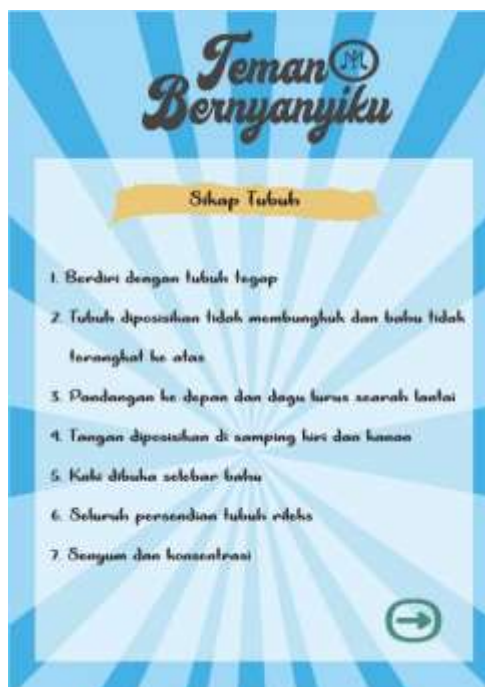 Teman
Bernyanyiku
Sikap Tubuh
1. Berdiri dengan tubuh tegap
2. Tubuh diposisikan tidak membungkuk dan bahu tidak
terangkat ke atas
3. Pandangan ke depan dan dagu lurus searah lantai
4. Tangan diposisikan di samping kiri dan kanan
5. Kaki dibuka selebar bahu
6. Seluruh persendian tubuh rileks
7. Senyum dan konsentrasi